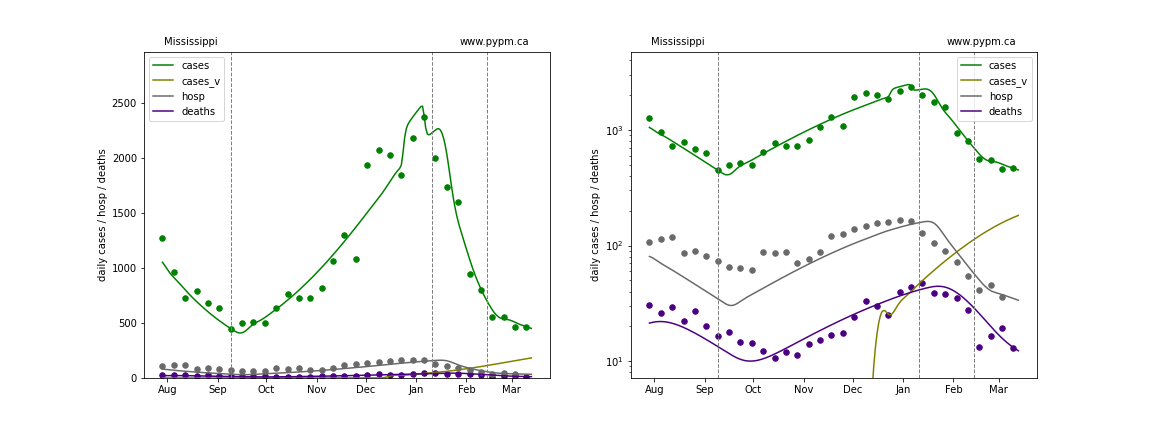 Mississippi www.pypm.ca
cases
cases_v
hosp
deaths
daily cases / hosp / deaths
2500
2000
1500
1000
500
0
Aug Sep Oct Nov Dec Jan Feb Mar
Mississippi www.pypm.ca
cases
cases_v
hosp
deaths
daily cases / hosp / deaths
10³
10²
10¹
Aug Sep Oct Nov Dec Jan Feb Mar